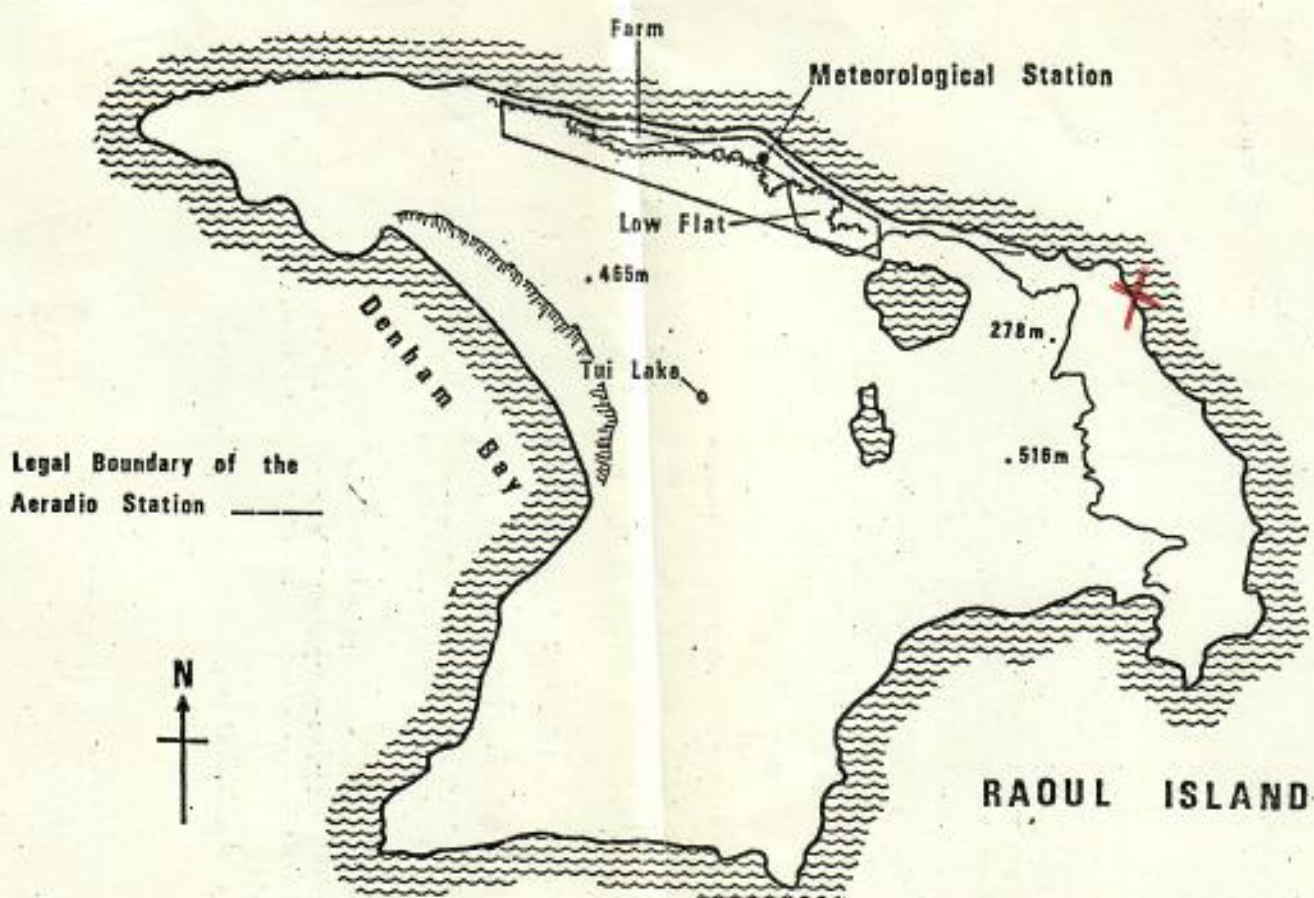 Farm
Meteorological Station
Low Flat
.465m
Denham Bay
Tui Lake
278m.
.516m
Legal Boundary of the
Aeradio Station
N
RAOUL ISLAND